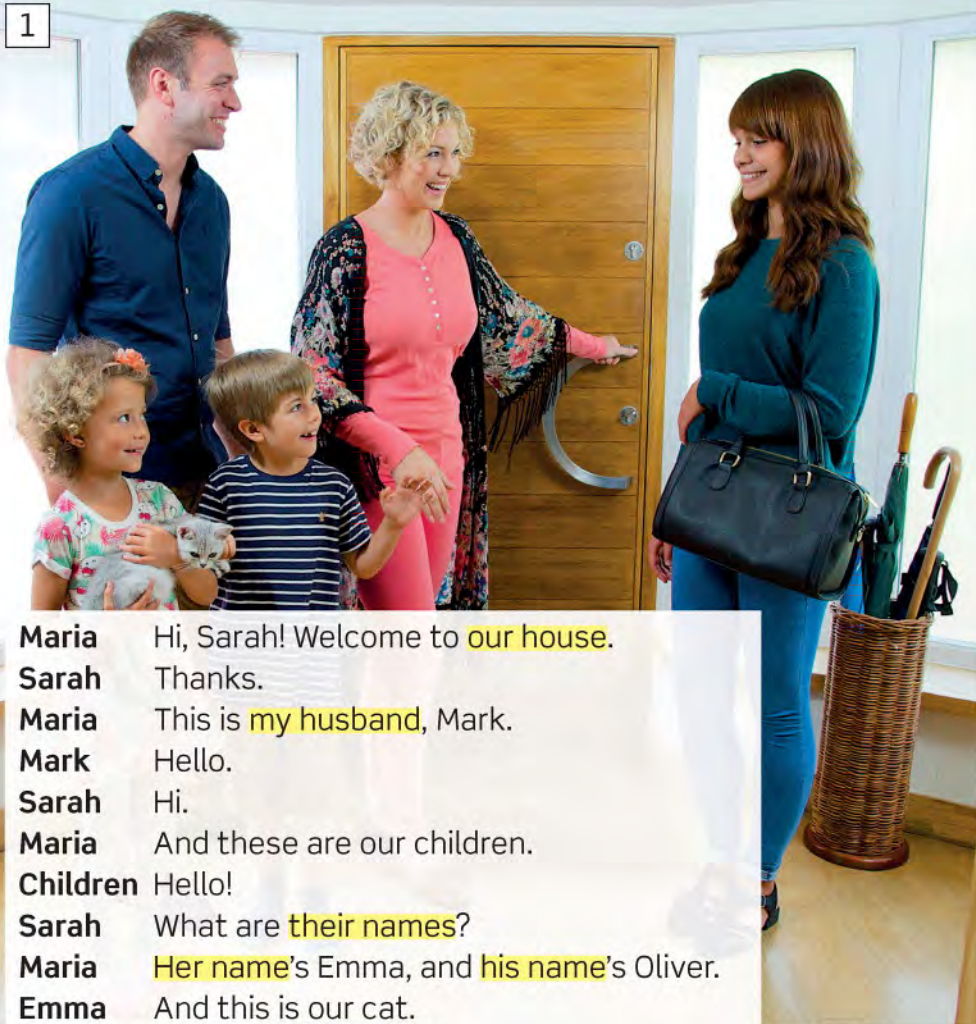 1
Maria Hi, Sarah! Welcome to our house.
Sarah Thanks.
Maria This is my husband, Mark.
Mark Hello.
Sarah Hi.
Maria And these are our children.
Children Hello!
Sarah What are their names?
Maria Her name's Emma, and his name's Oliver.
Emma And this is our cat.